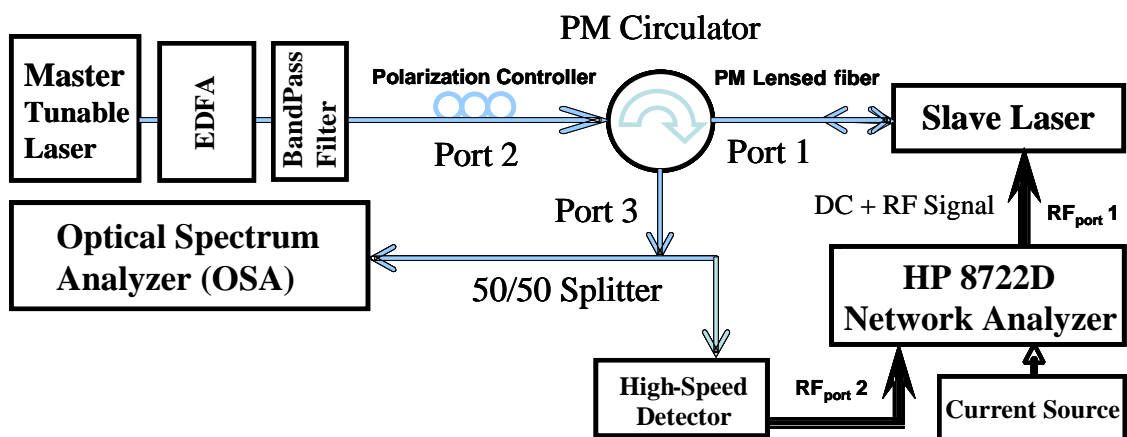 PM Circulator
Master
Tunable
Laser
EDFA
BandPass
Filter
Polarization Controller
PM Lensed fiber
Slave Laser
Port 2
Port 1
Port 3
DC + RF Signal
RFport 1
Optical Spectrum
Analyzer (OSA)
50/50 Splitter
HP 8722D
Network Analyzer
High-Speed
Detector
RFport 2
Current Source